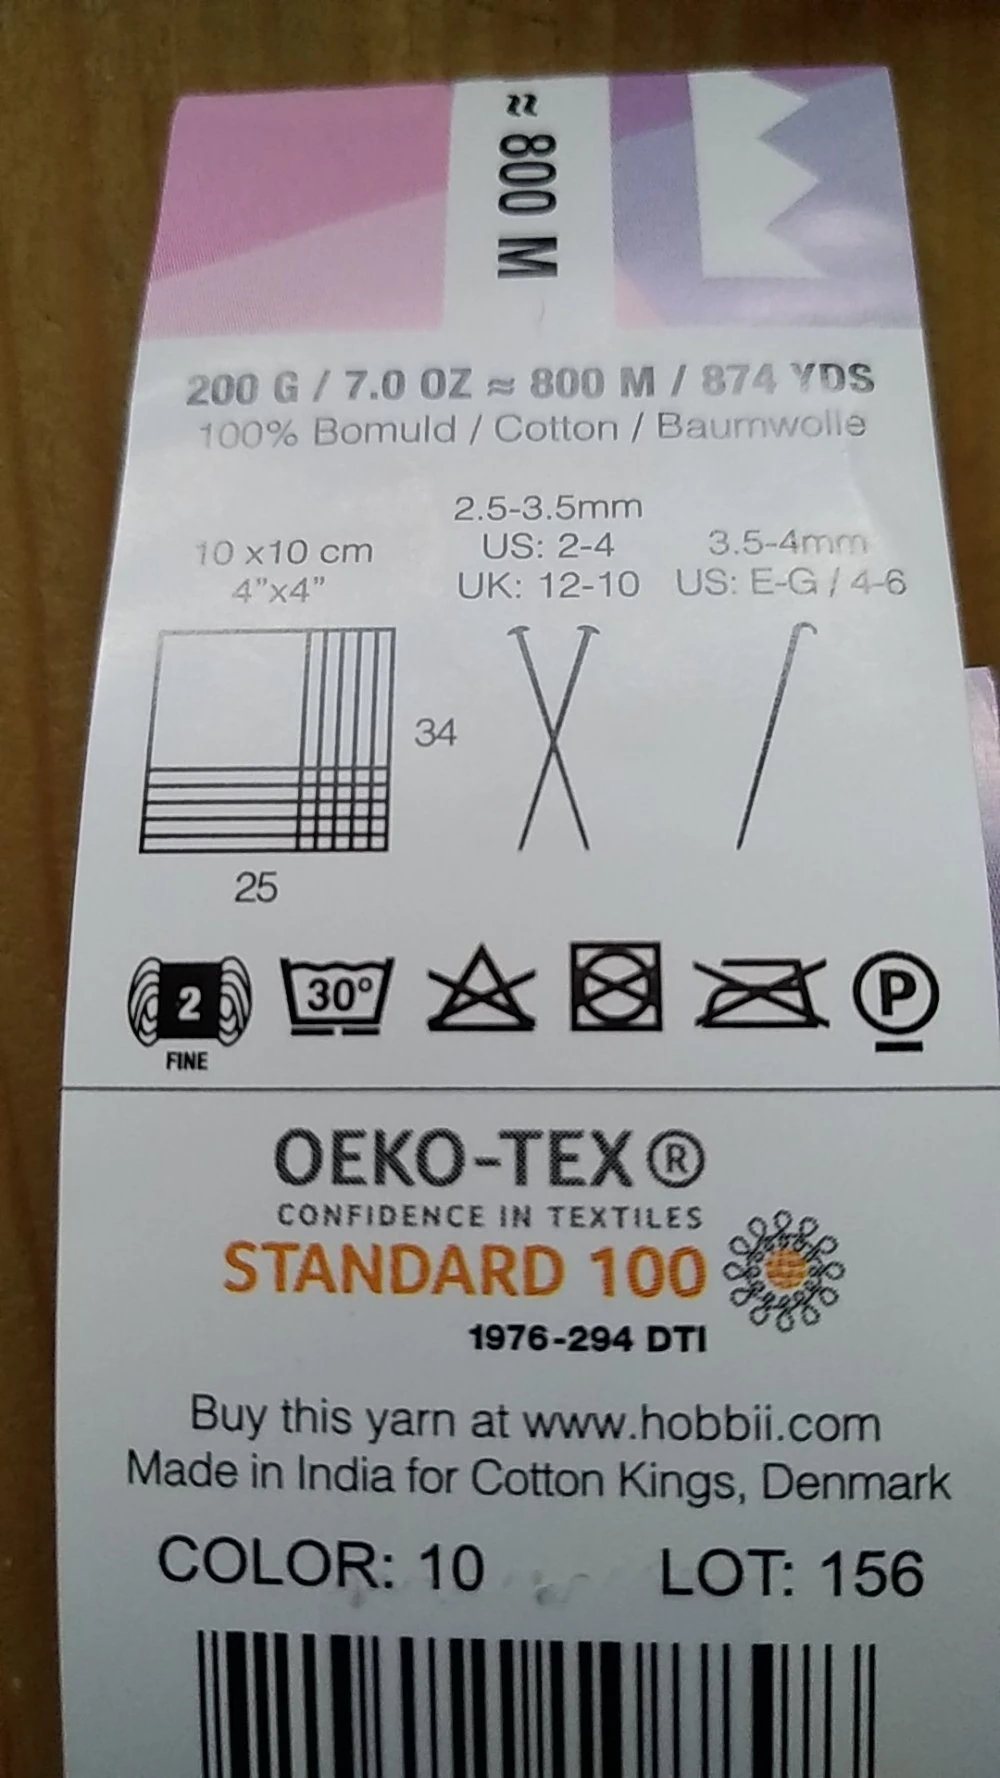 ≈ 800 M
200 G / 7.0 OZ ≈ 800 M / 874 YDS
100% Bomuld / Cotton / Baumwolle
10 x10 cm
4”x4”
2.5-3.5mm
US: 2-4
UK: 12-10
3.5-4mm
US: E-G / 4-6
34
25
2
FINE
30°
P
OEKO-TEX®
CONFIDENCE IN TEXTILES
STANDARD 100
1976-294 DTI
Buy this yarn at www.hobbii.com
Made in India for Cotton Kings, Denmark
COLOR: 10 LOT: 156